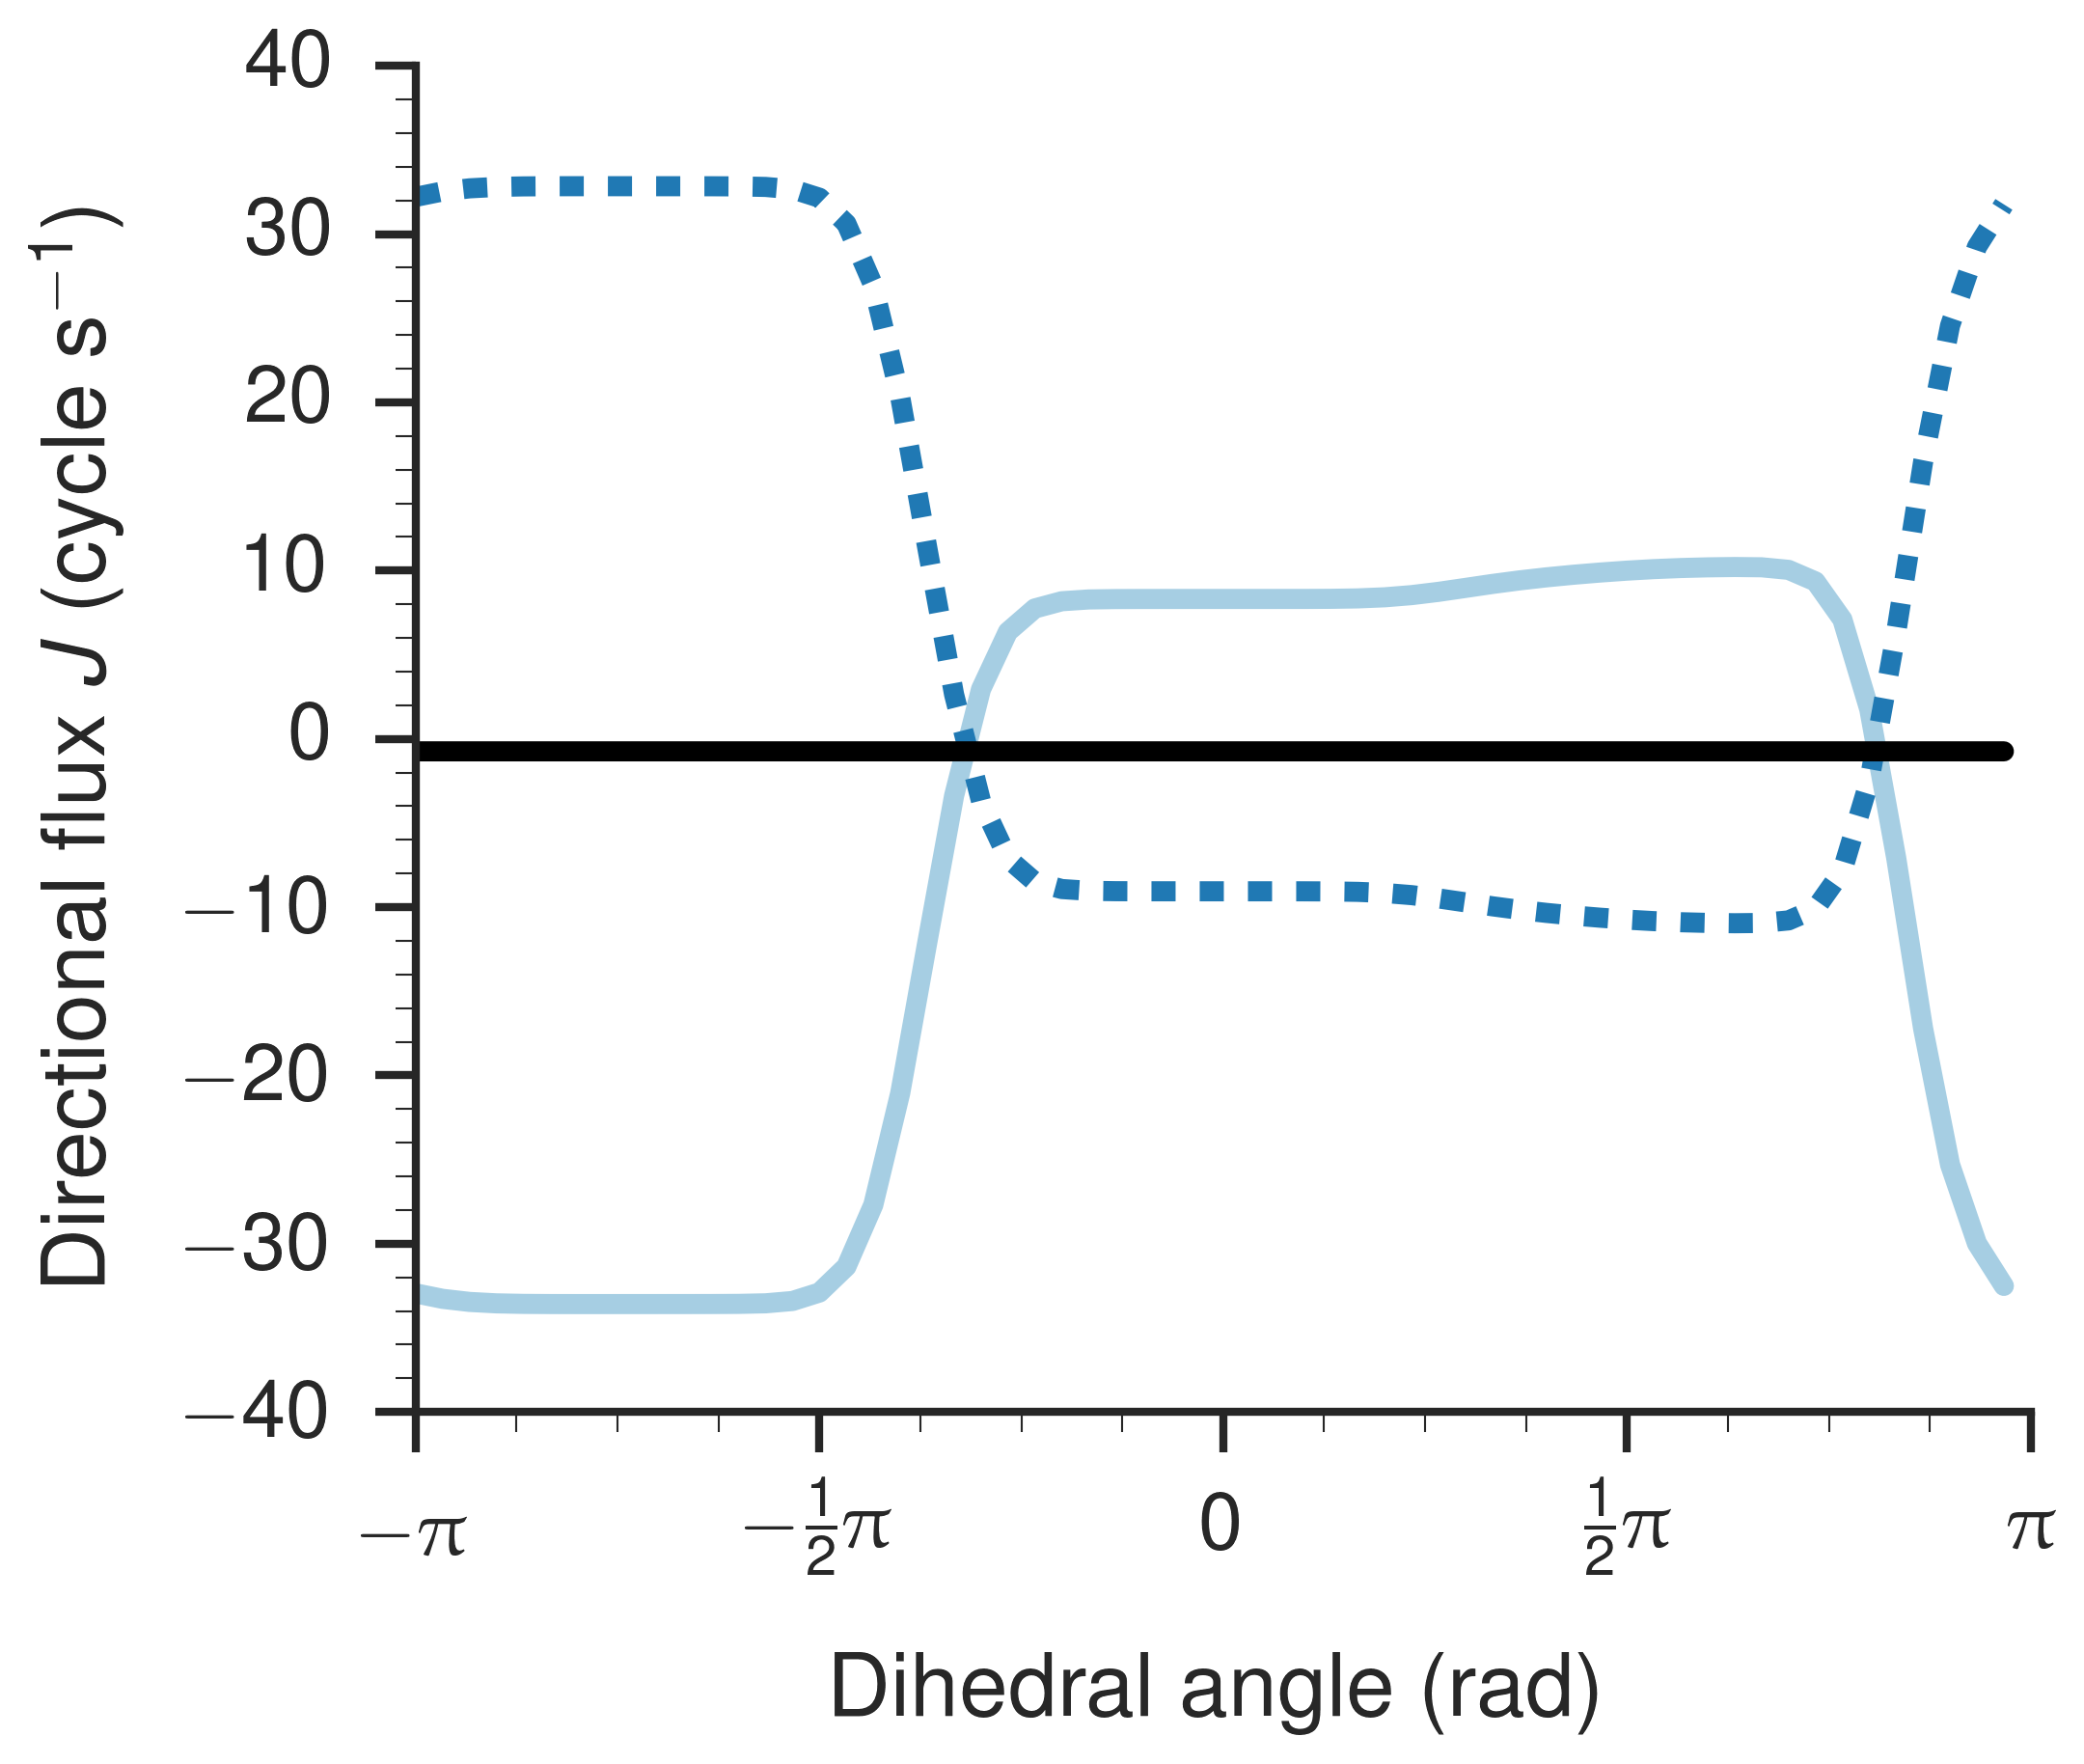 Directional flux J (cycle s⁻¹)
40
30
20
10
0
−10
−20
−30
−40
−π
−½π
0
½π
π
Dihedral angle (rad)